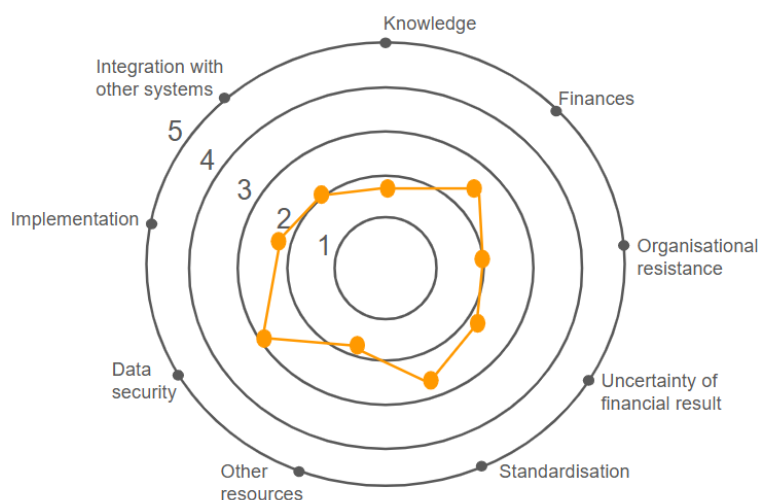 Knowledge
Integration with
other systems
Finances
5
4
3
2
1
Implementation
Organisational
resistance
Data
security
Uncertainty of
financial result
Other
resources
Standardisation